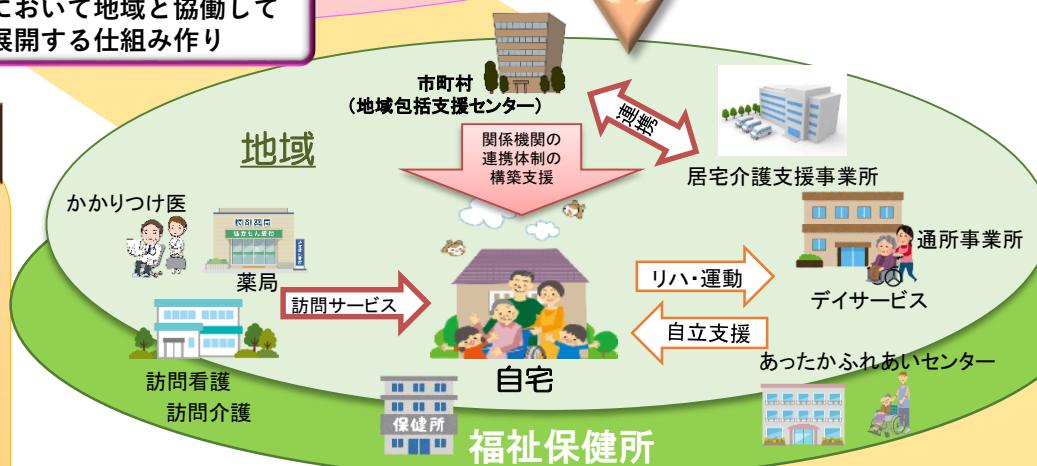 において地域と協働して
展開する仕組み作り
市町村
（地域包括支援センター）
連携
関係機関の
連携体制の
構築支援
地域
居宅介護支援事業所
かかりつけ医
通所事業所
薬局
リハ・運動
デイサービス
訪問サービス
自立支援
あったかふれあいセンター
自宅
訪問看護
訪問介護
保健所
福祉保健所